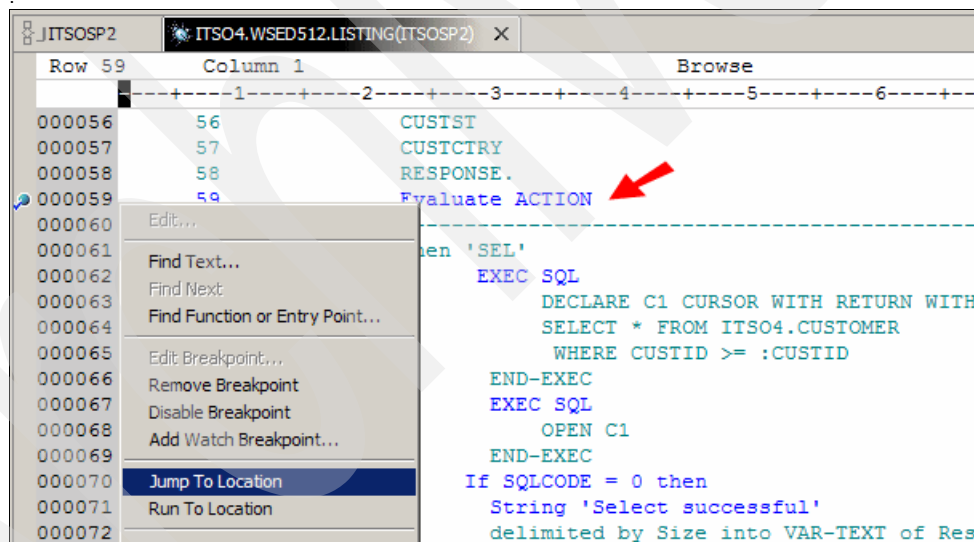 ITSOSP2 ITSO4.WSED512.LISTING(ITSOSP2) X
Row 59 Column 1 Browse
----+----1----+----2----+----3----+----4----+----5----+----6----+--
000056 56 CUSTST
000057 57 CUSTCTRY
000058 58 RESPONSE.
000059 59 Evaluate ACTION
000060 Edit...
000061 hen 'SEL'
Find Text...
000062 EXEC SQL
Find Next
000063 DECLARE C1 CURSOR WITH RETURN WITH
Find Function or Entry Point...
000064 SELECT * FROM ITSO4.CUSTOMER
000065 Edit Breakpoint... WHERE CUSTID >= :CUSTID
000066 Remove Breakpoint END-EXEC
000067 Disable Breakpoint EXEC SQL
000068 Add Watch Breakpoint... OPEN C1
000069 END-EXEC
000070 Jump To Location If SQLCODE = 0 then
000071 Run To Location String 'Select successful'
000072 delimited by Size into VAR-TEXT of Res